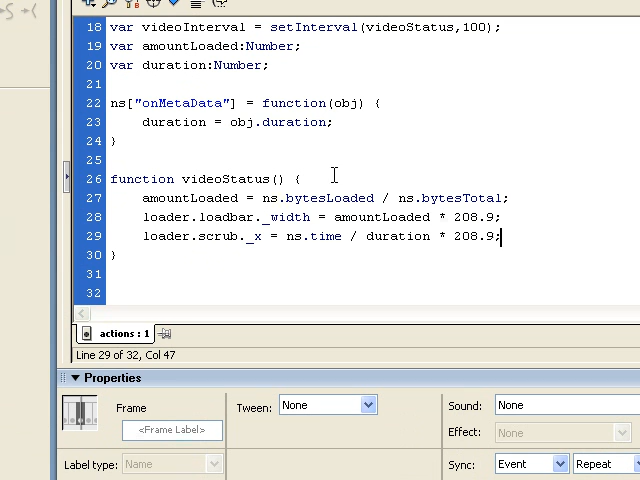 18 var videoInterval = setInterval(videoStatus,100);
19 var amountLoaded:Number;
20 var duration:Number;
21
22 ns["onMetaData"] = function(obj) {
23 duration = obj.duration;
24 }
25
26 function videoStatus() {
27 amountLoaded = ns.bytesLoaded / ns.bytesTotal;
28 loader.loadbar._width = amountLoaded * 208.9;
29 loader.scrub._x = ns.time / duration * 208.9;
30 }
31
32
actions : 1
Line 29 of 32, Col 47
Properties
Frame
<Frame Label>
Label type: Name
Tween: None
Sound: None
Effect: None
Sync: Event Repeat